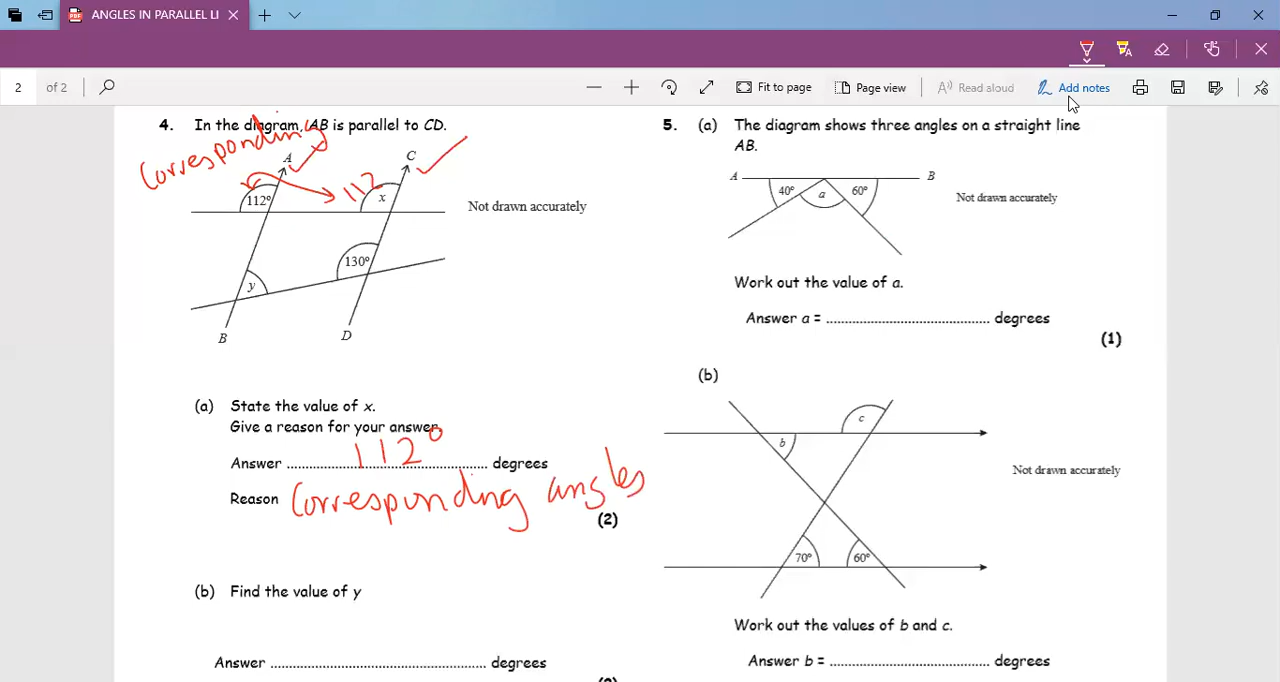 ANGLES IN PARALLEL LI
2 of 2
Fit to page
Page view
Read aloud
Add notes
4. In the diagram, AB is parallel to CD.
Corresponding
A
C
112°
112
x
Not drawn accurately
130°
y
B
D
(a) State the value of x.
Give a reason for your answer.
112°
Answer ................ degrees
Reason Corresponding angles
(2)
(b) Find the value of y
Answer ................ degrees
5. (a) The diagram shows three angles on a straight line
AB.
A
B
40°
a
60°
Not drawn accurately
Work out the value of a.
Answer a = ................ degrees
(1)
(b)
c
b
Not drawn accurately
70°
60°
Work out the values of b and c.
Answer b = ................ degrees